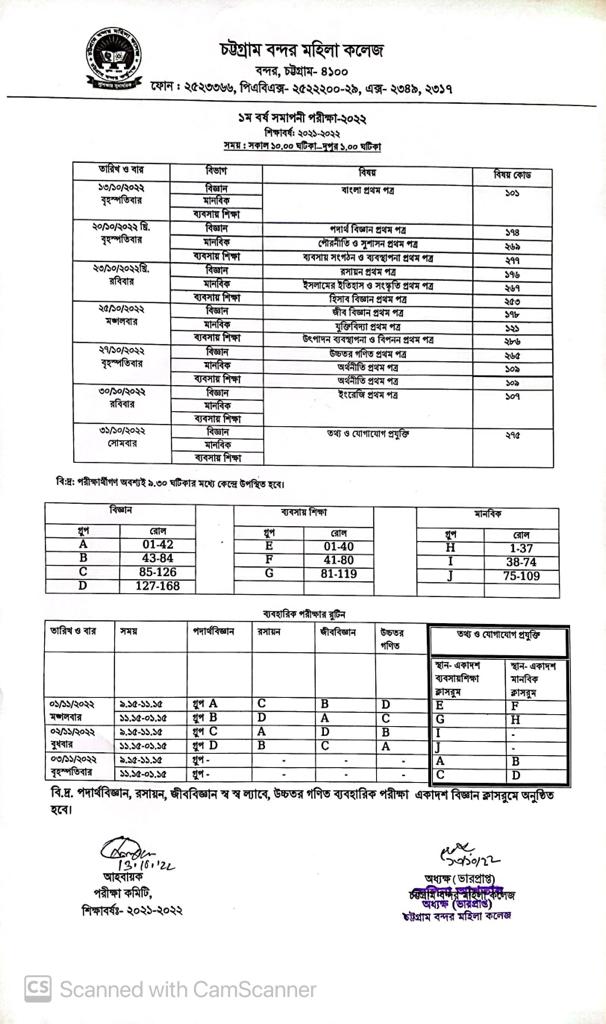 চট্টগ্রাম বন্দর মহিলা কলেজ
বন্দর, চট্টগ্রাম- ৪১০০
ফোন : ২৫২৩৩৬৬, পিএবিএক্স- ২৫২২২০০-২৯, এক্স- ২৩৪৯, ২৩১৭
১ম বর্ষ সমাপনী পরীক্ষা-২০২২
শিক্ষাবর্ষ: ২০২১-২০২২
সময় : সকাল ১০.০০ ঘটিকা–দুপুর ১.০০ ঘটিকা
তারিখ ও বার বিভাগ বিষয় বিষয় কোড
১৩/১০/২০২২ বিজ্ঞান বাংলা প্রথম পত্র ১০১
বৃহস্পতিবার মানবিক
ব্যবসায় শিক্ষা
২০/১০/২০২২ খ্রি. বিজ্ঞান পদার্থ বিজ্ঞান প্রথম পত্র ১৭৪
বৃহস্পতিবার মানবিক পৌরনীতি ও সুশাসন প্রথম পত্র ২৬৯
ব্যবসায় শিক্ষা ব্যবসায় সংগঠন ও ব্যবস্থাপনা প্রথম পত্র ২৭৭
২৩/১০/২০২২খ্রি. বিজ্ঞান রসায়ন প্রথম পত্র ১৭৬
রবিবার মানবিক ইসলামের ইতিহাস ও সংস্কৃতি প্রথম পত্র ২৬৭
ব্যবসায় শিক্ষা হিসাব বিজ্ঞান প্রথম পত্র ২৫৩
২৫/১০/২০২২ বিজ্ঞান জীব বিজ্ঞান প্রথম পত্র ১৭৮
মঙ্গলবার মানবিক যুক্তিবিদ্যা প্রথম পত্র ১২১
ব্যবসায় শিক্ষা উৎপাদন ব্যবস্থাপনা ও বিপনন প্রথম পত্র ২৮৬
২৭/১০/২০২২ বিজ্ঞান উচ্চতর গণিত প্রথম পত্র ২৬৫
বৃহস্পতিবার মানবিক অর্থনীতি প্রথম পত্র ১০৯
ব্যবসায় শিক্ষা অর্থনীতি প্রথম পত্র ১০৯
৩০/১০/২০২২ বিজ্ঞান ইংরেজি প্রথম পত্র ১০৭
রবিবার মানবিক
ব্যবসায় শিক্ষা
৩১/১০/২০২২ বিজ্ঞান তথ্য ও যোগাযোগ প্রযুক্তি ২৭৫
সোমবার মানবিক
ব্যবসায় শিক্ষা
বি:দ্র: পরীক্ষার্থীগণ অবশ্যই ৯.৩০ ঘটিকার মধ্যে কেন্দ্রে উপস্থিত হবে।
বিজ্ঞান ব্যবসায় শিক্ষা মানবিক
গ্রুপ রোল গ্রুপ রোল গ্রুপ রোল
A 01-42 E 01-40 H 1-37
B 43-84 F 41-80 I 38-74
C 85-126 G 81-119 J 75-109
D 127-168
ব্যবহারিক পরীক্ষার রুটিন
তারিখ ও বার সময় পদার্থবিজ্ঞান রসায়ন জীববিজ্ঞান উচ্চতর গণিত তথ্য ও যোগাযোগ প্রযুক্তি
স্থান- একাদশ ব্যবসায়শিক্ষা ক্লাসরুম স্থান- একাদশ মানবিক ক্লাসরুম
০১/১১/২০২২ ৯.১৫-১১.১৫ গ্রুপ A C B D E F
মঙ্গলবার ১১.১৫-০১.১৫ গ্রুপ B D A C G H
০২/১১/২০২২ ৯.১৫-১১.১৫ গ্রুপ C A D B I -
বুধবার ১১.১৫-০১.১৫ গ্রুপ D B C A J -
০৩/১১/২০২২ ৯.১৫-১১.১৫ গ্রুপ - - - - A B
বৃহস্পতিবার ১১.১৫-০১.১৫ গ্রুপ - - - - C D
বি.দ্র. পদার্থবিজ্ঞান, রসায়ন, জীববিজ্ঞান স্ব স্ব ল্যাবে, উচ্চতর গণিত ব্যবহারিক পরীক্ষা একাদশ বিজ্ঞান ক্লাসরুমে অনুষ্ঠিত
হবে।
13.10.22
আহবায়ক
পরীক্ষা কমিটি,
শিক্ষাবর্ষঃ- ২০২১-২০২২
অধ্যক্ষ (ভারপ্রাপ্ত)
চট্টগ্রাম বন্দর মহিলা কলেজ
অধ্যক্ষ (ভারপ্রাপ্ত)
চট্টগ্রাম বন্দর মহিলা কলেজ
CS Scanned with CamScanner